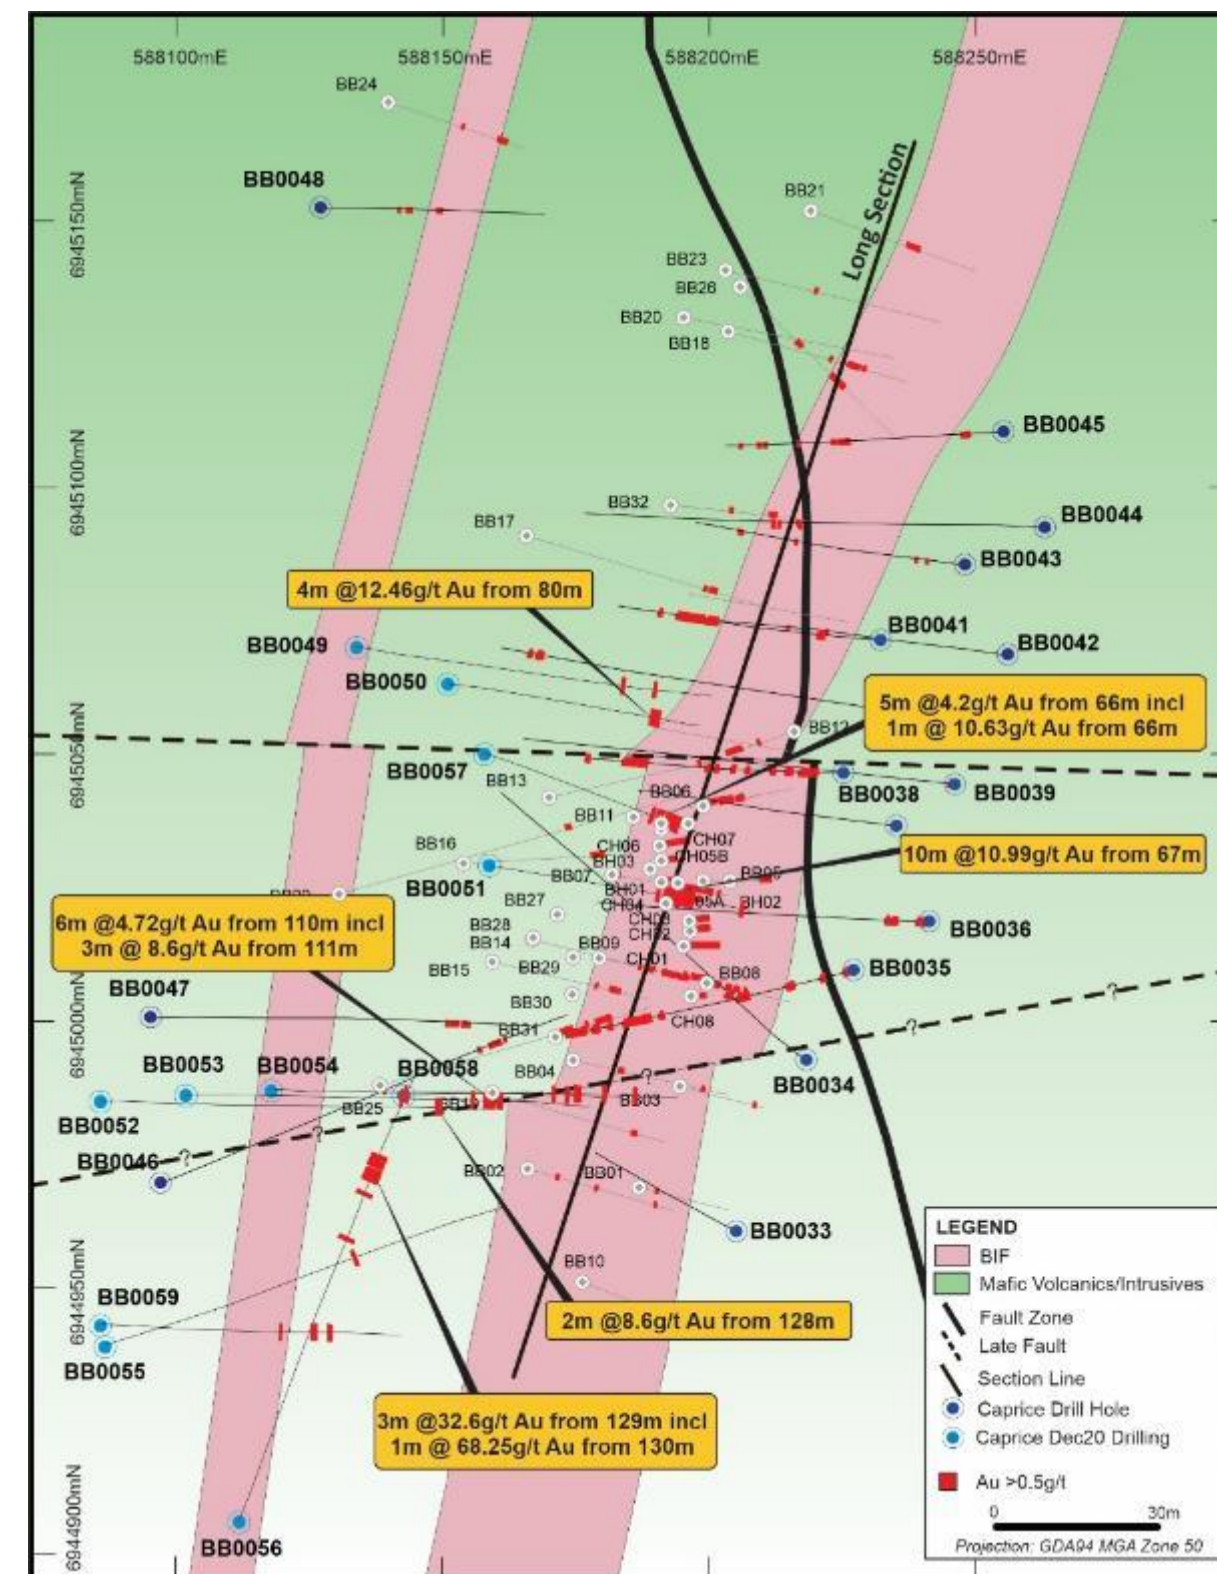 588100mE
588150mE
588200mE
588250mE
BB24
BB0048
6945150mN
BB21
Long Section
BB23
BB26
BB20
BB18
BB0045
6945100mN
BB32
BB0044
BB17
BB0043
4m @12.46g/t Au from 80m
BB0041
BB0042
BB0049
BB0050
5m @4.2g/t Au from 66m incl
1m @ 10.63g/t Au from 66m
BB12
6945050mN
BB0057
BB13
BB06
BB0038
BB0039
BB11
CH07
CH06
CH05B
BB16
BH03
10m @10.99g/t Au from 67m
BB0051
BB07
BB05
BH01
CH04
05A
BH02
BB27
CH03
CH02
BB0036
6m @4.72g/t Au from 110m incl
3m @ 8.6g/t Au from 111m
BB28
BB14
BB09
CH01
BB15
BB29
BB08
BB0035
BB0047
BB30
BB31
CH08
6945000mN
?
?
BB0053
BB0054
BB0058
BB04
?
BB0034
BB25
BB19
BB03
BB0052
?
?
BB0046
BB02
BB01
BB0033
BB10
6944950mN
BB0059
BB0055
2m @8.6g/t Au from 128m
3m @32.6g/t Au from 129m incl
1m @ 68.25g/t Au from 130m
6944900mN
BB0056
LEGEND
BIF
Mafic Volcanics/Intrusives
Fault Zone
Late Fault
Section Line
Caprice Drill Hole
Caprice Dec20 Drilling
Au >0.5g/t
0
30m
Projection: GDA94 MGA Zone 50